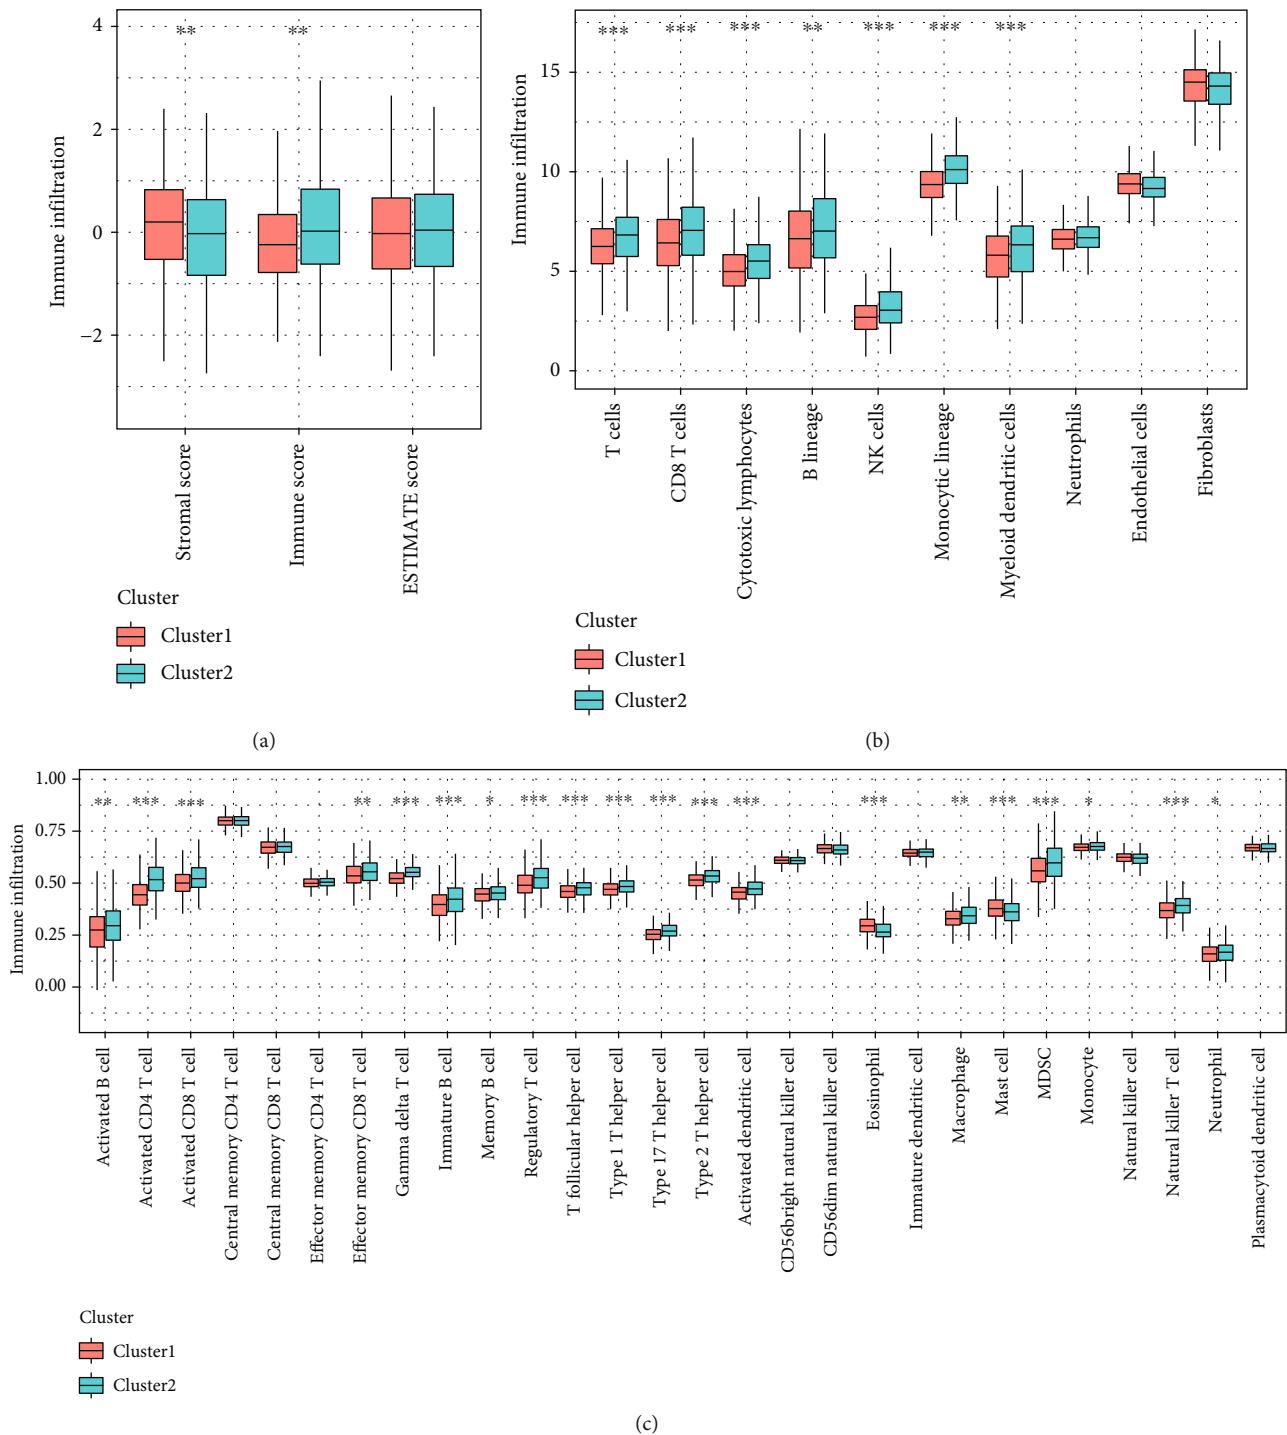 ** **
4
2
0
−2
Immune infiltration
Stromal score
Immune score
ESTIMATE score
Cluster
Cluster1
Cluster2
(a)
*** *** *** ** *** *** ***
15
10
5
0
Immune infiltration
T cells
CD8 T cells
Cytotoxic lymphocytes
B lineage
NK cells
Monocytic lineage
Myeloid dendritic cells
Neutrophils
Endothelial cells
Fibroblasts
Cluster
Cluster1
Cluster2
(b)
** *** *** ** *** *** * *** *** *** *** *** *** *** ** *** *** * *** *
1.00
0.75
0.50
0.25
0.00
Immune infiltration
Activated B cell
Activated CD4 T cell
Activated CD8 T cell
Central memory CD4 T cell
Central memory CD8 T cell
Effector memory CD4 T cell
Effector memory CD8 T cell
Gamma delta T cell
Immature B cell
Memory B cell
Regulatory T cell
T follicular helper cell
Type 1 T helper cell
Type 17 T helper cell
Type 2 T helper cell
Activated dendritic cell
CD56bright natural killer cell
CD56dim natural killer cell
Eosinophil
Immature dendritic cell
Macrophage
Mast cell
MDSC
Monocyte
Natural killer cell
Natural killer T cell
Neutrophil
Plasmacytoid dendritic cell
Cluster
Cluster1
Cluster2
(c)